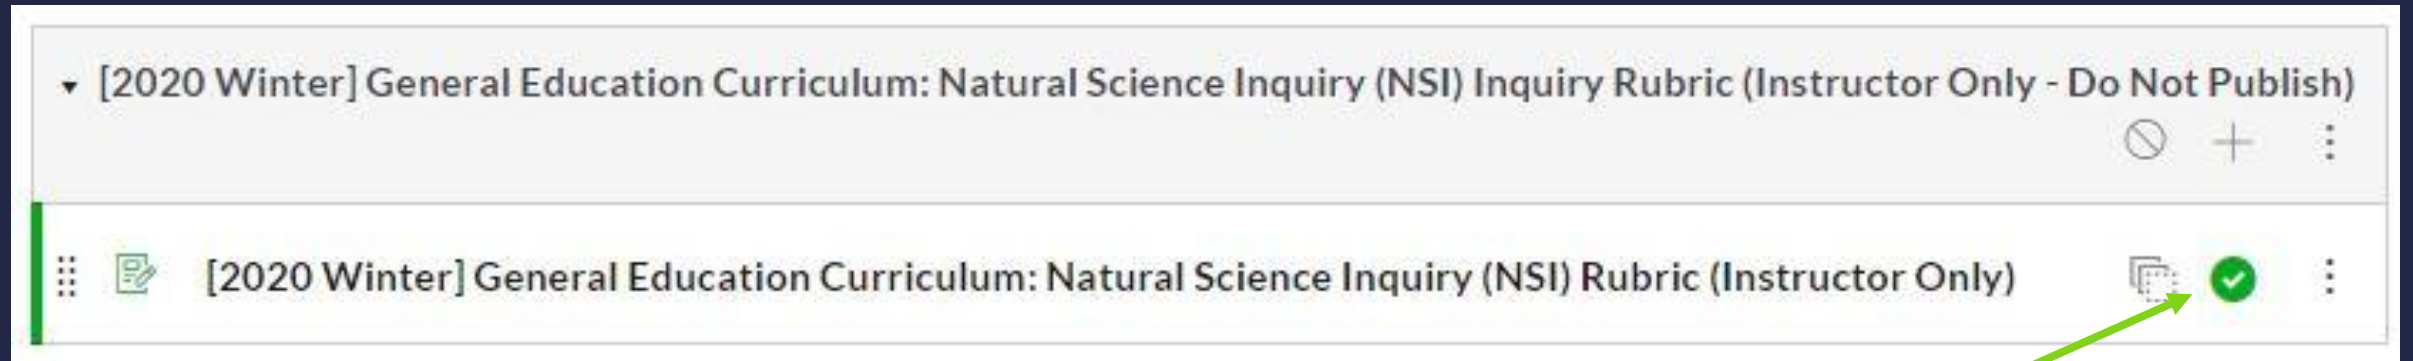 [2020 Winter] General Education Curriculum: Natural Science Inquiry (NSI) Inquiry Rubric (Instructor Only - Do Not Publish)
[2020 Winter] General Education Curriculum: Natural Science Inquiry (NSI) Rubric (Instructor Only)